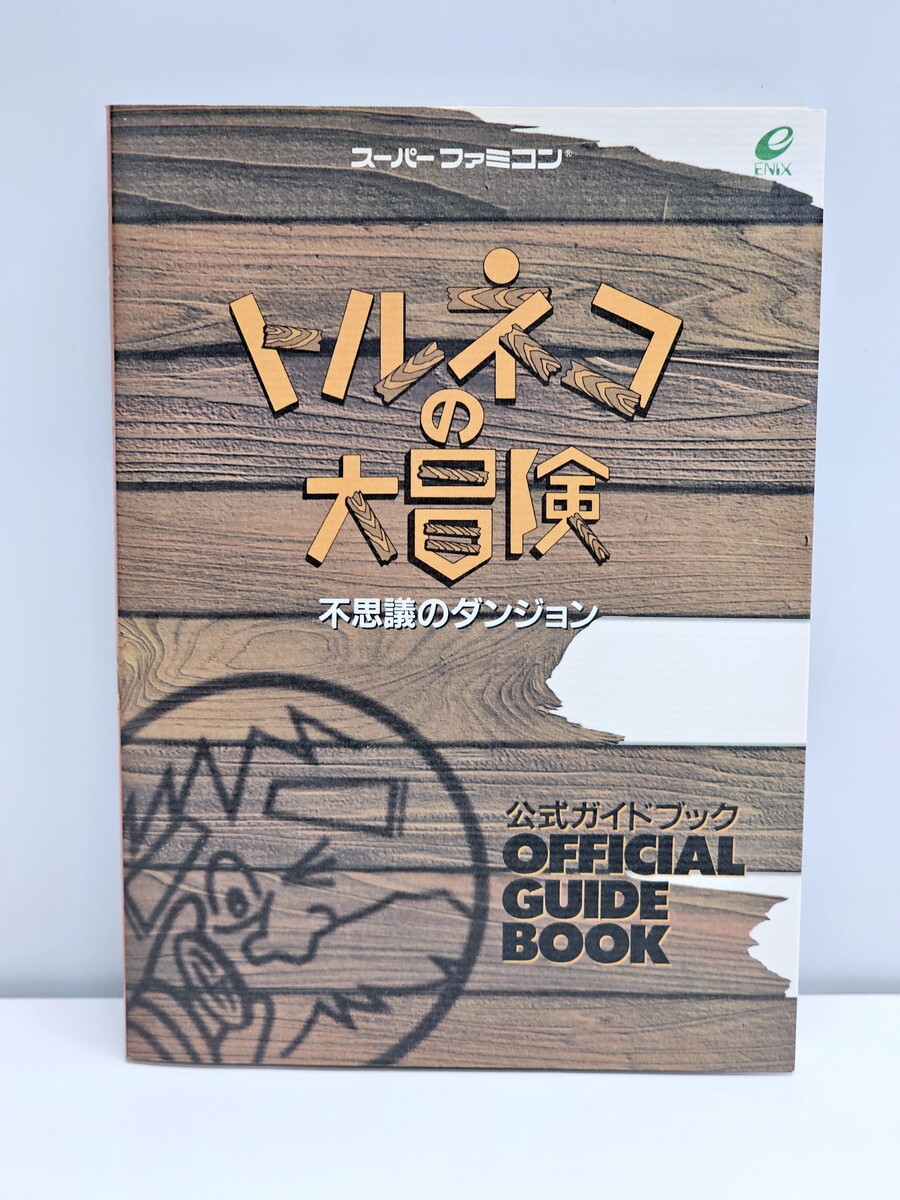 スーパーファミコン®
ENIX
トルネコ
の
大冒険
不思議のダンジョン
公式ガイドブック
OFFICIAL
GUIDE
BOOK